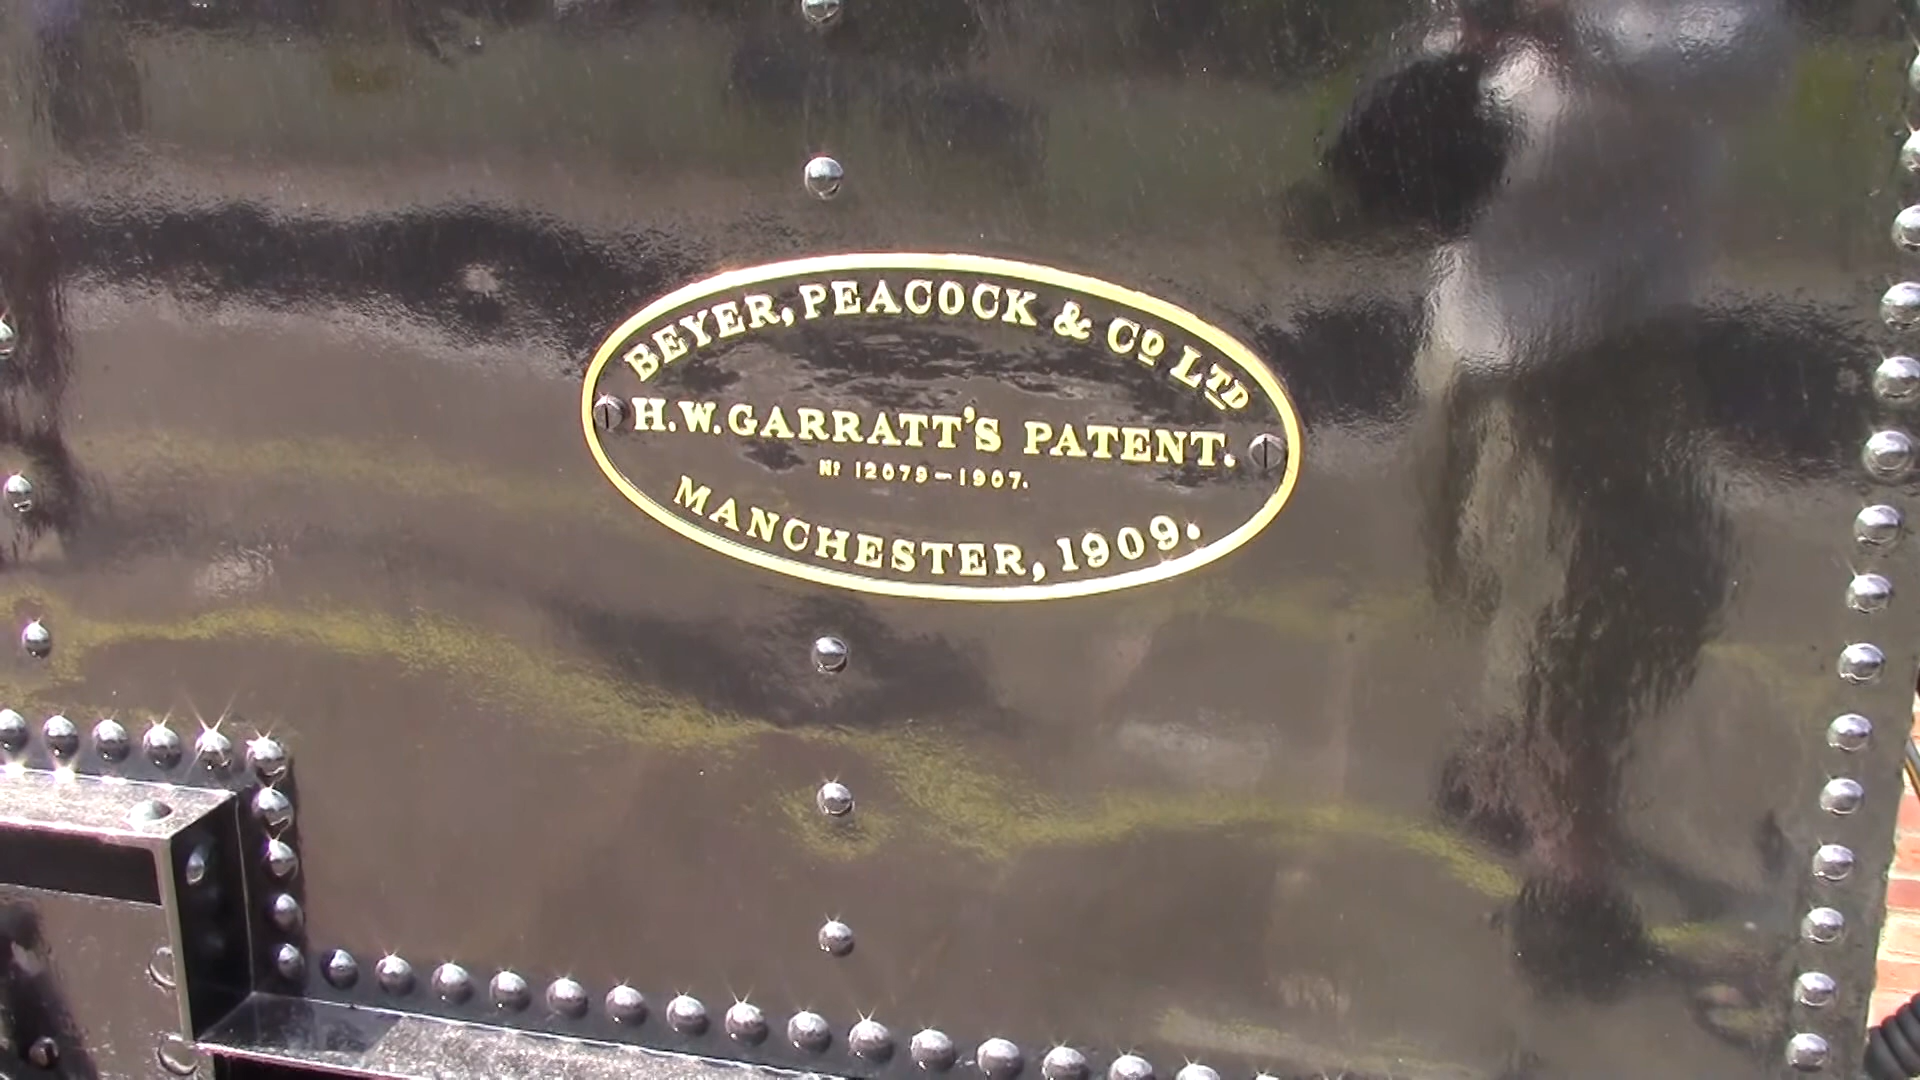 BEYER, PEACOCK & Co LTD
H.W. GARRATT'S PATENT.
No 12079-1907.
MANCHESTER, 1909.